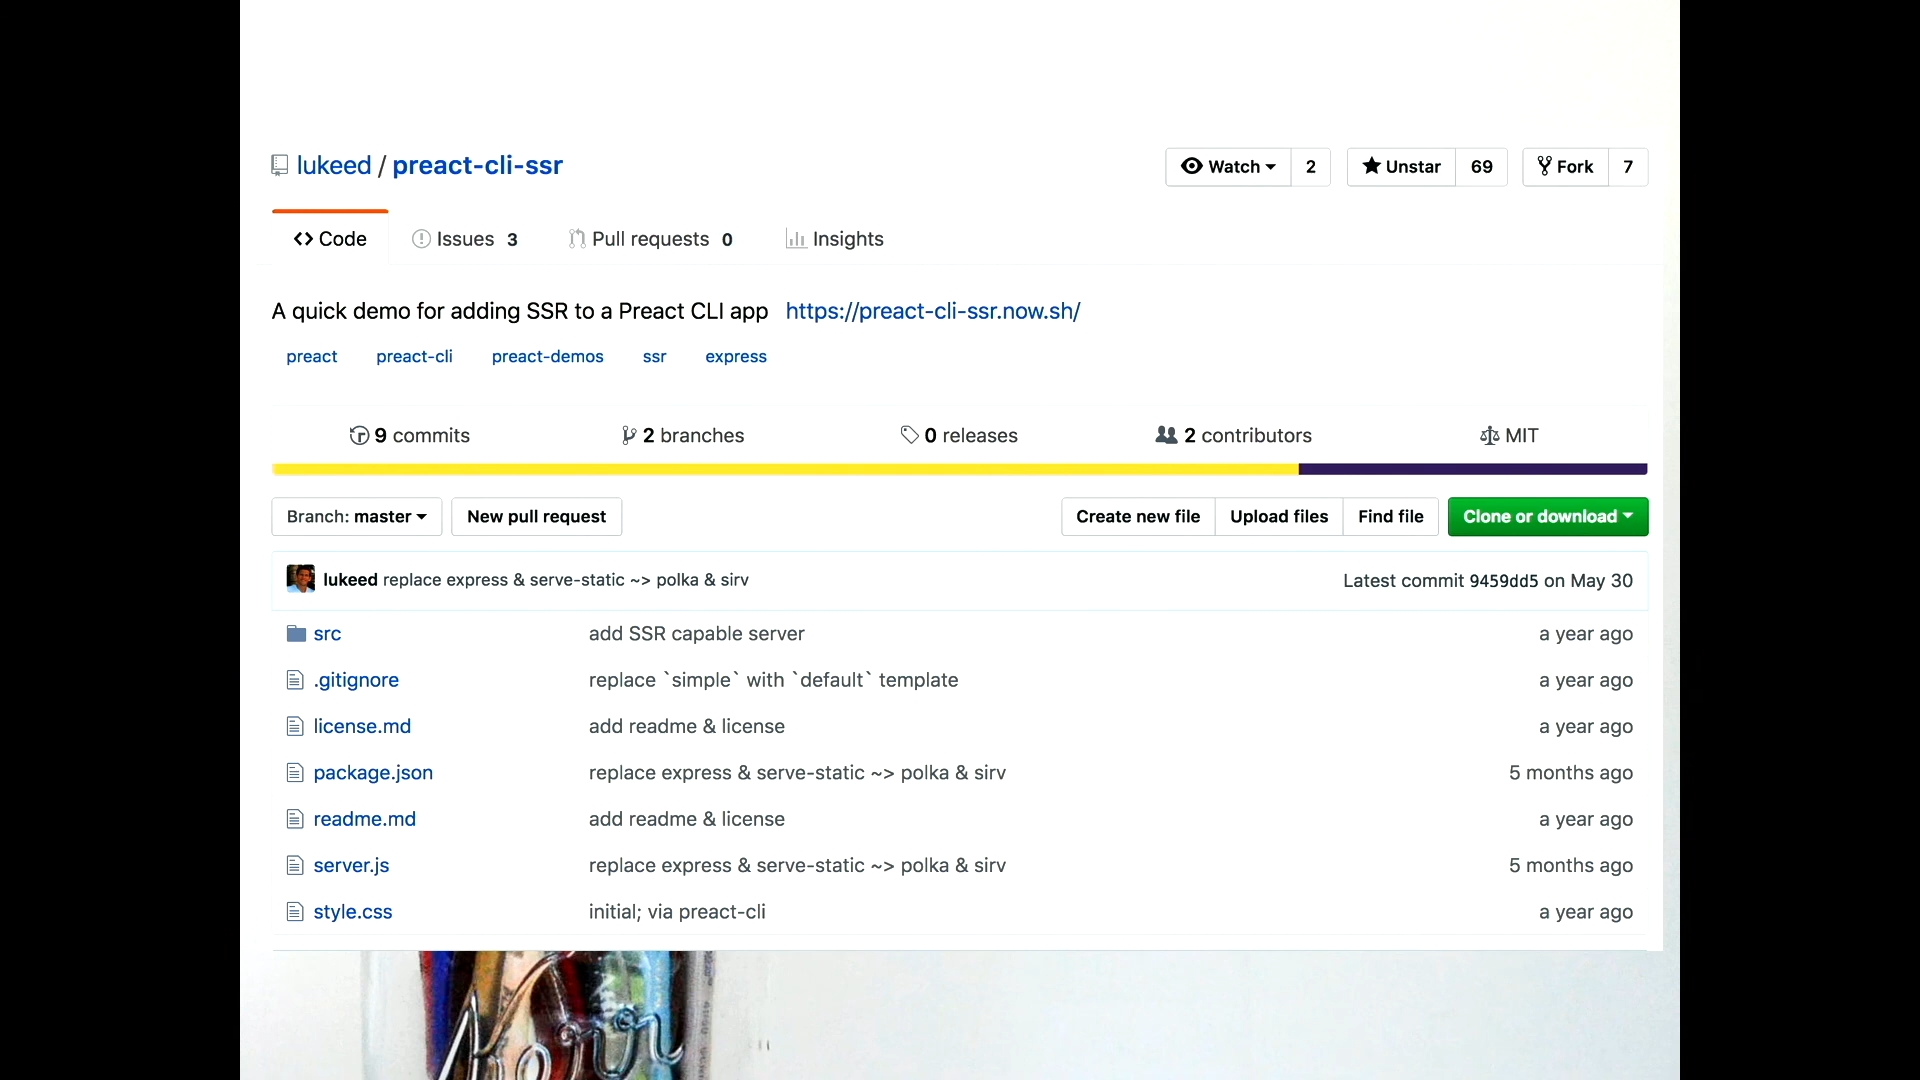 lukeed / preact-cli-ssr
Watch 2 Unstar 69 Fork 7
Code Issues 3 Pull requests 0 Insights
A quick demo for adding SSR to a Preact CLI app https://preact-cli-ssr.now.sh/
preact preact-cli preact-demos ssr express
9 commits 2 branches 0 releases 2 contributors MIT
Branch: master New pull request Create new file Upload files Find file Clone or download
lukeed replace express & serve-static ~> polka & sirv Latest commit 9459dd5 on May 30
src add SSR capable server a year ago
.gitignore replace `simple` with `default` template a year ago
license.md add readme & license a year ago
package.json replace express & serve-static ~> polka & sirv 5 months ago
readme.md add readme & license a year ago
server.js replace express & serve-static ~> polka & sirv 5 months ago
style.css initial; via preact-cli a year ago